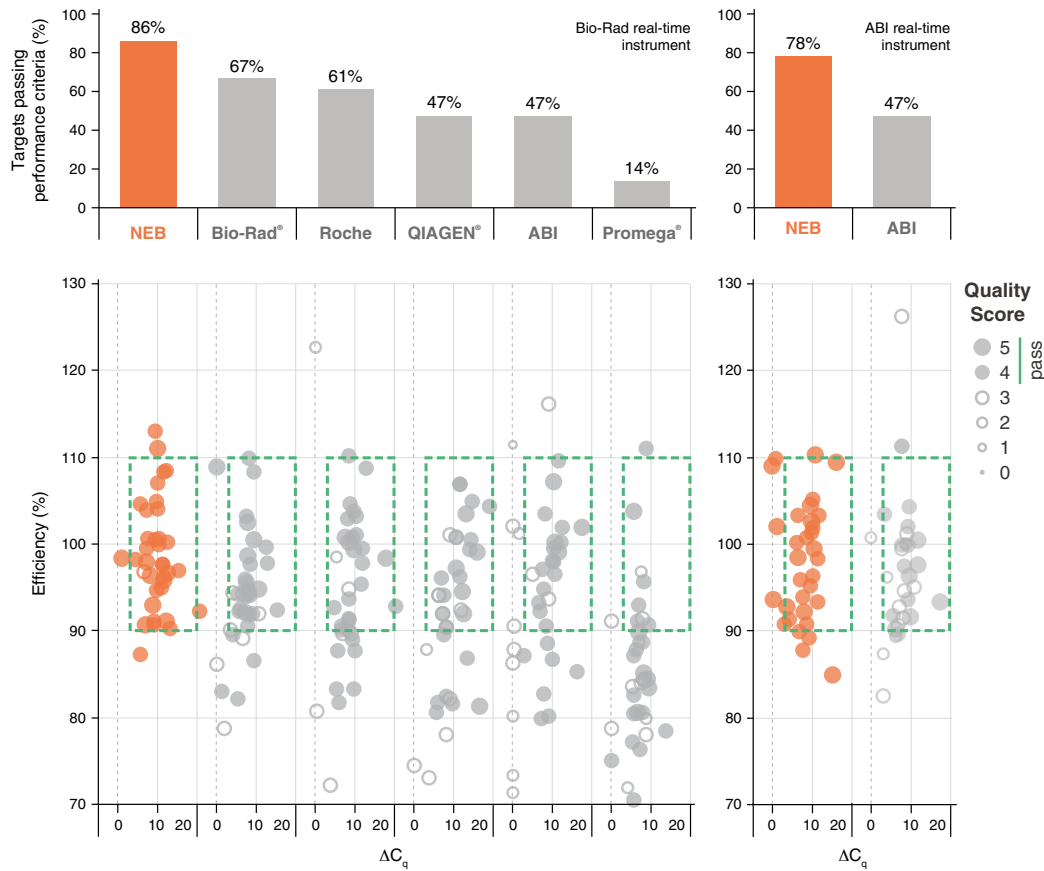 Targets passing
performance criteria (%)
100
80
60
40
20
0
86%
67%
61%
47%
47%
14%
Bio-Rad real-time
instrument
NEB
Bio-Rad®
Roche
QIAGEN®
ABI
Promega®
100
80
60
40
20
0
78%
47%
ABI real-time
instrument
NEB
ABI
Efficiency (%)
130
120
110
100
90
80
70
0 10 20 0 10 20 0 10 20 0 10 20 0 10 20 0 10 20
ΔCq
130
120
110
100
90
80
70
0 10 20 0 10 20
ΔCq
Quality
Score
5
4
3
2
1
0
pass